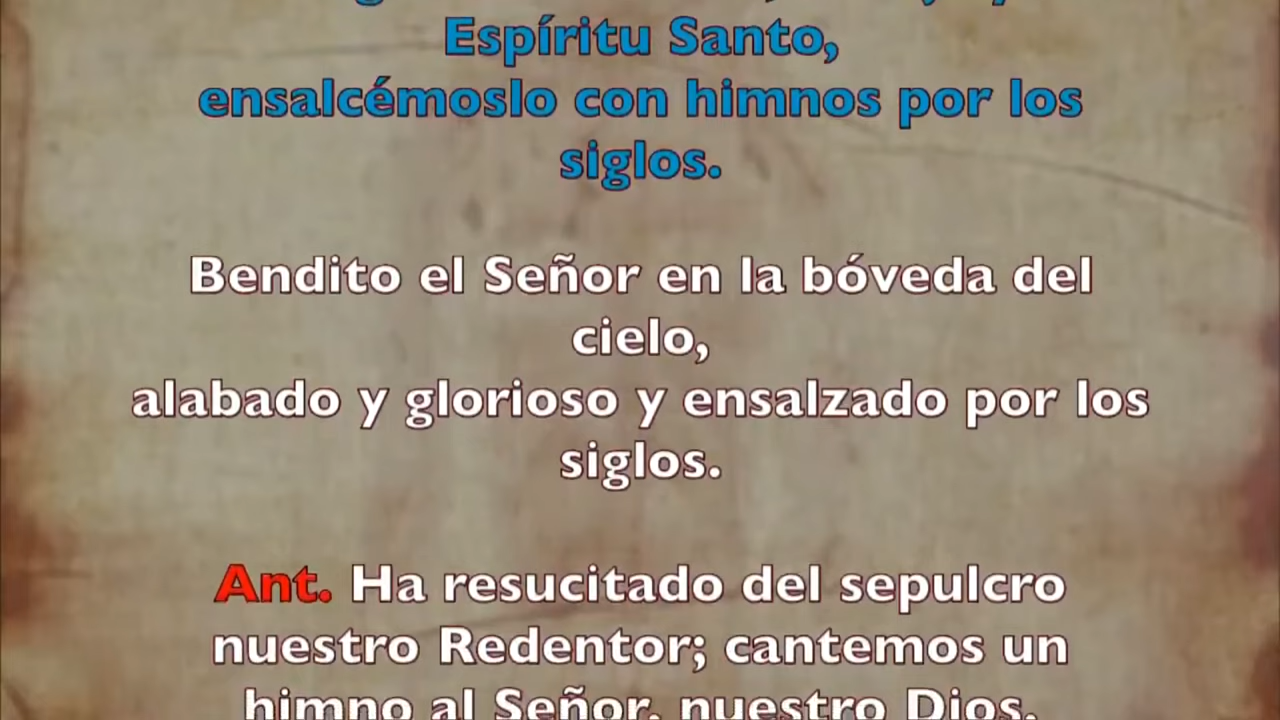 Espíritu Santo,
ensalcémoslo con himnos por los
siglos.
Bendito el Señor en la bóveda del
cielo,
alabado y glorioso y ensalzado por los
siglos.
Ant. Ha resucitado del sepulcro
nuestro Redentor; cantemos un
himno al Señor, nuestro Dios.